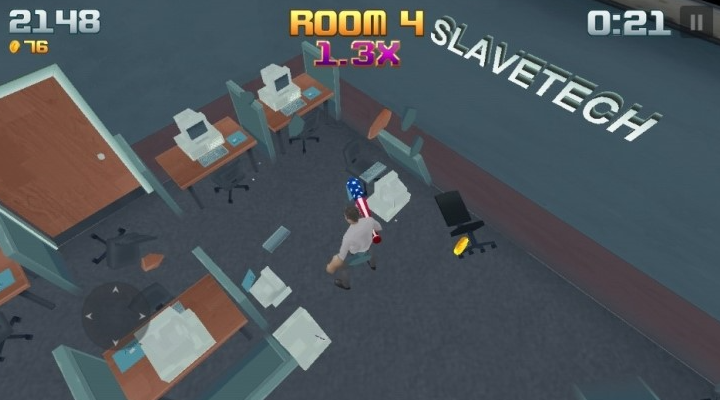 2148
76
ROOM 4
1.3X
0:21
SLAVETECH